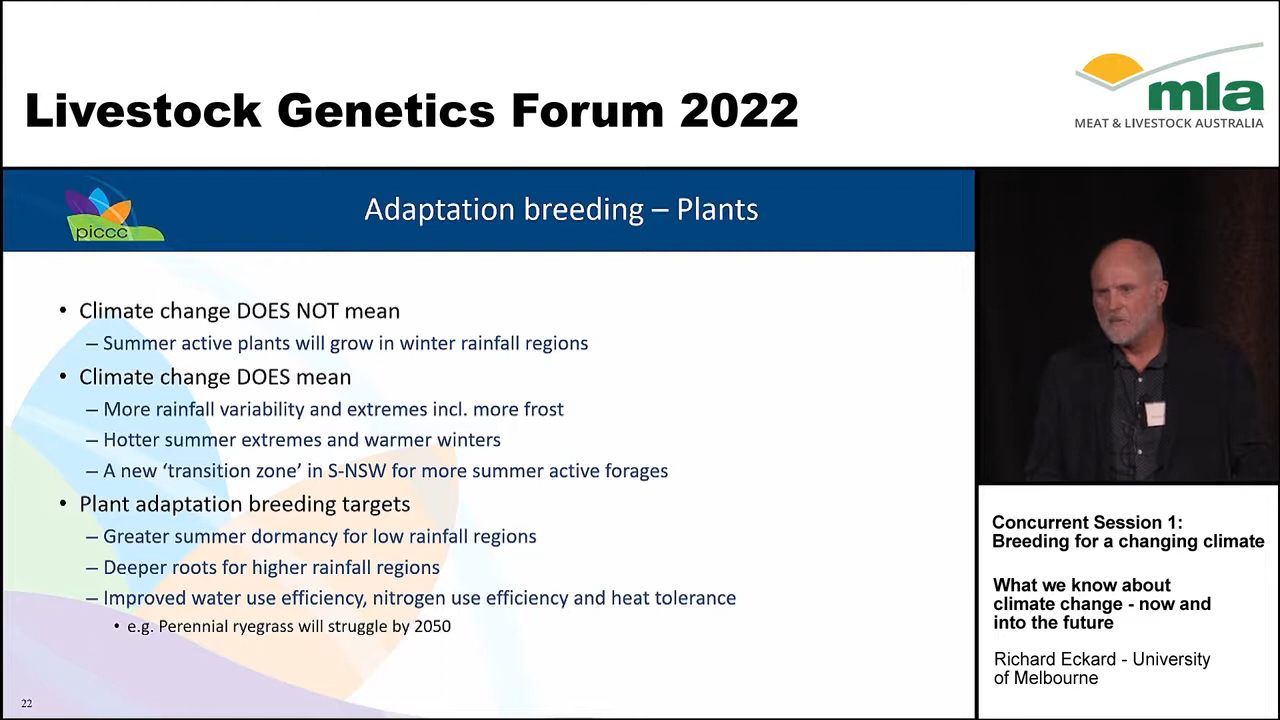 Livestock Genetics Forum 2022
mla
MEAT & LIVESTOCK AUSTRALIA
piccc
Adaptation breeding – Plants
• Climate change DOES NOT mean
– Summer active plants will grow in winter rainfall regions
• Climate change DOES mean
– More rainfall variability and extremes incl. more frost
– Hotter summer extremes and warmer winters
– A new ‘transition zone’ in S-NSW for more summer active forages
• Plant adaptation breeding targets
– Greater summer dormancy for low rainfall regions
– Deeper roots for higher rainfall regions
– Improved water use efficiency, nitrogen use efficiency and heat tolerance
• e.g. Perennial ryegrass will struggle by 2050
22
Concurrent Session 1:
Breeding for a changing climate
What we know about
climate change - now and
into the future
Richard Eckard - University
of Melbourne